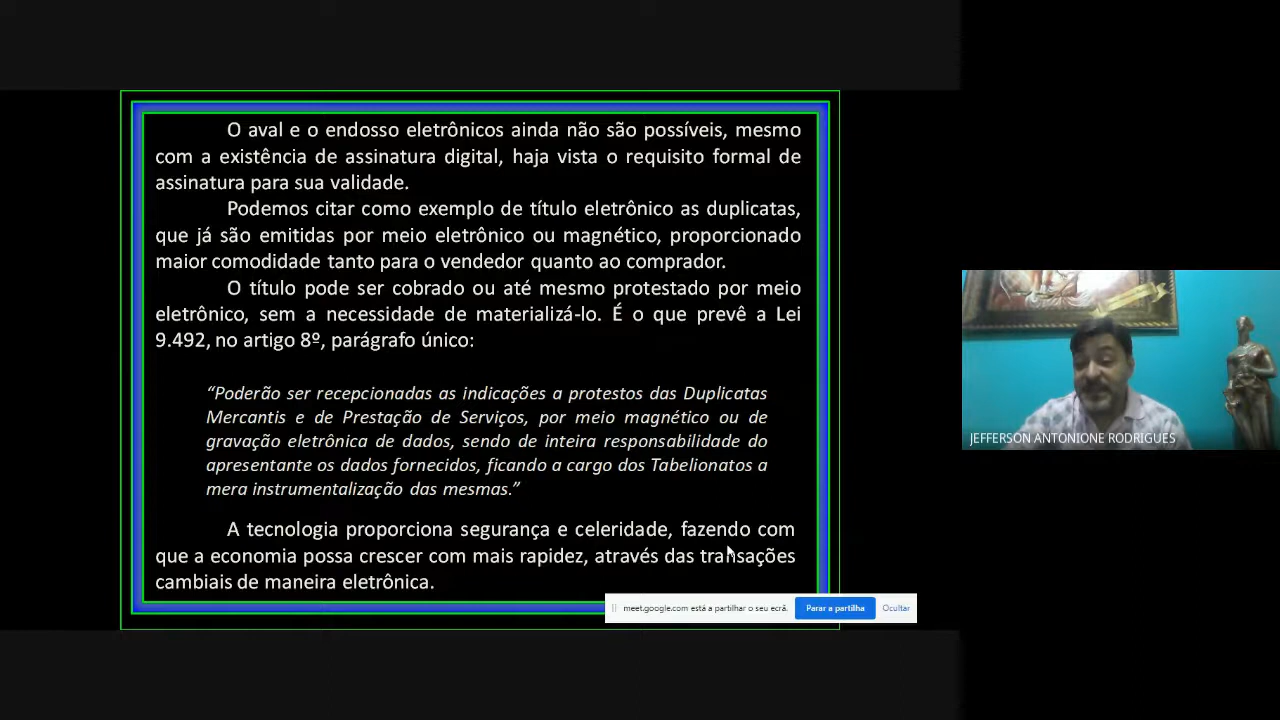 O aval e o endosso eletrônicos ainda não são possíveis, mesmo
com a existência de assinatura digital, haja vista o requisito formal de
assinatura para sua validade.
Podemos citar como exemplo de título eletrônico as duplicatas,
que já são emitidas por meio eletrônico ou magnético, proporcionado
maior comodidade tanto para o vendedor quanto ao comprador.
O título pode ser cobrado ou até mesmo protestado por meio
eletrônico, sem a necessidade de materializá-lo. É o que prevê a Lei
9.492, no artigo 8º, parágrafo único:
“Poderão ser recepcionadas as indicações a protestos das Duplicatas
Mercantis e de Prestação de Serviços, por meio magnético ou de
gravação eletrônica de dados, sendo de inteira responsabilidade do
apresentante os dados fornecidos, ficando a cargo dos Tabelionatos a
mera instrumentalização das mesmas.”
A tecnologia proporciona segurança e celeridade, fazendo com
que a economia possa crescer com mais rapidez, através das transações
cambiais de maneira eletrônica.
meet.google.com está a partilhar o seu ecrã.
Parar a partilha
Ocultar
JEFFERSON ANTONIONE RODRIGUES